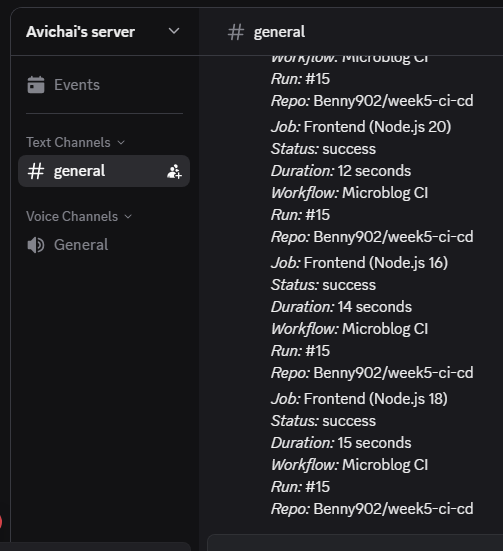 Avichai's server
Events
Text Channels
general
Voice Channels
General
general
Workflow: Microblog CI
Run: #15
Repo: Benny902/week5-ci-cd
Job: Frontend (Node.js 20)
Status: success
Duration: 12 seconds
Workflow: Microblog CI
Run: #15
Repo: Benny902/week5-ci-cd
Job: Frontend (Node.js 16)
Status: success
Duration: 14 seconds
Workflow: Microblog CI
Run: #15
Repo: Benny902/week5-ci-cd
Job: Frontend (Node.js 18)
Status: success
Duration: 15 seconds
Workflow: Microblog CI
Run: #15
Repo: Benny902/week5-ci-cd